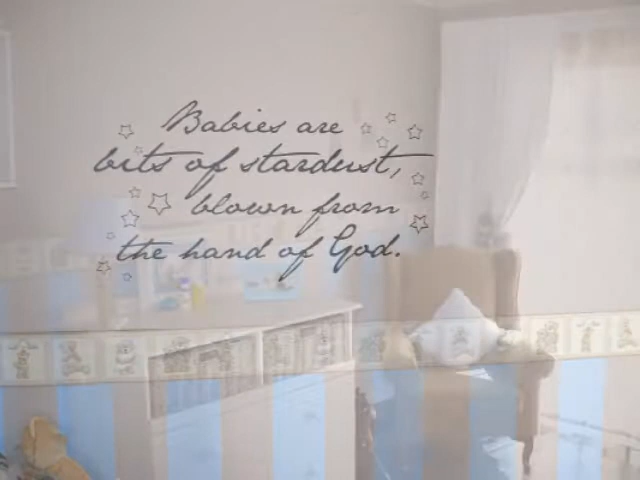 Babies are
bits of stardust,
blown from
the hand of God.